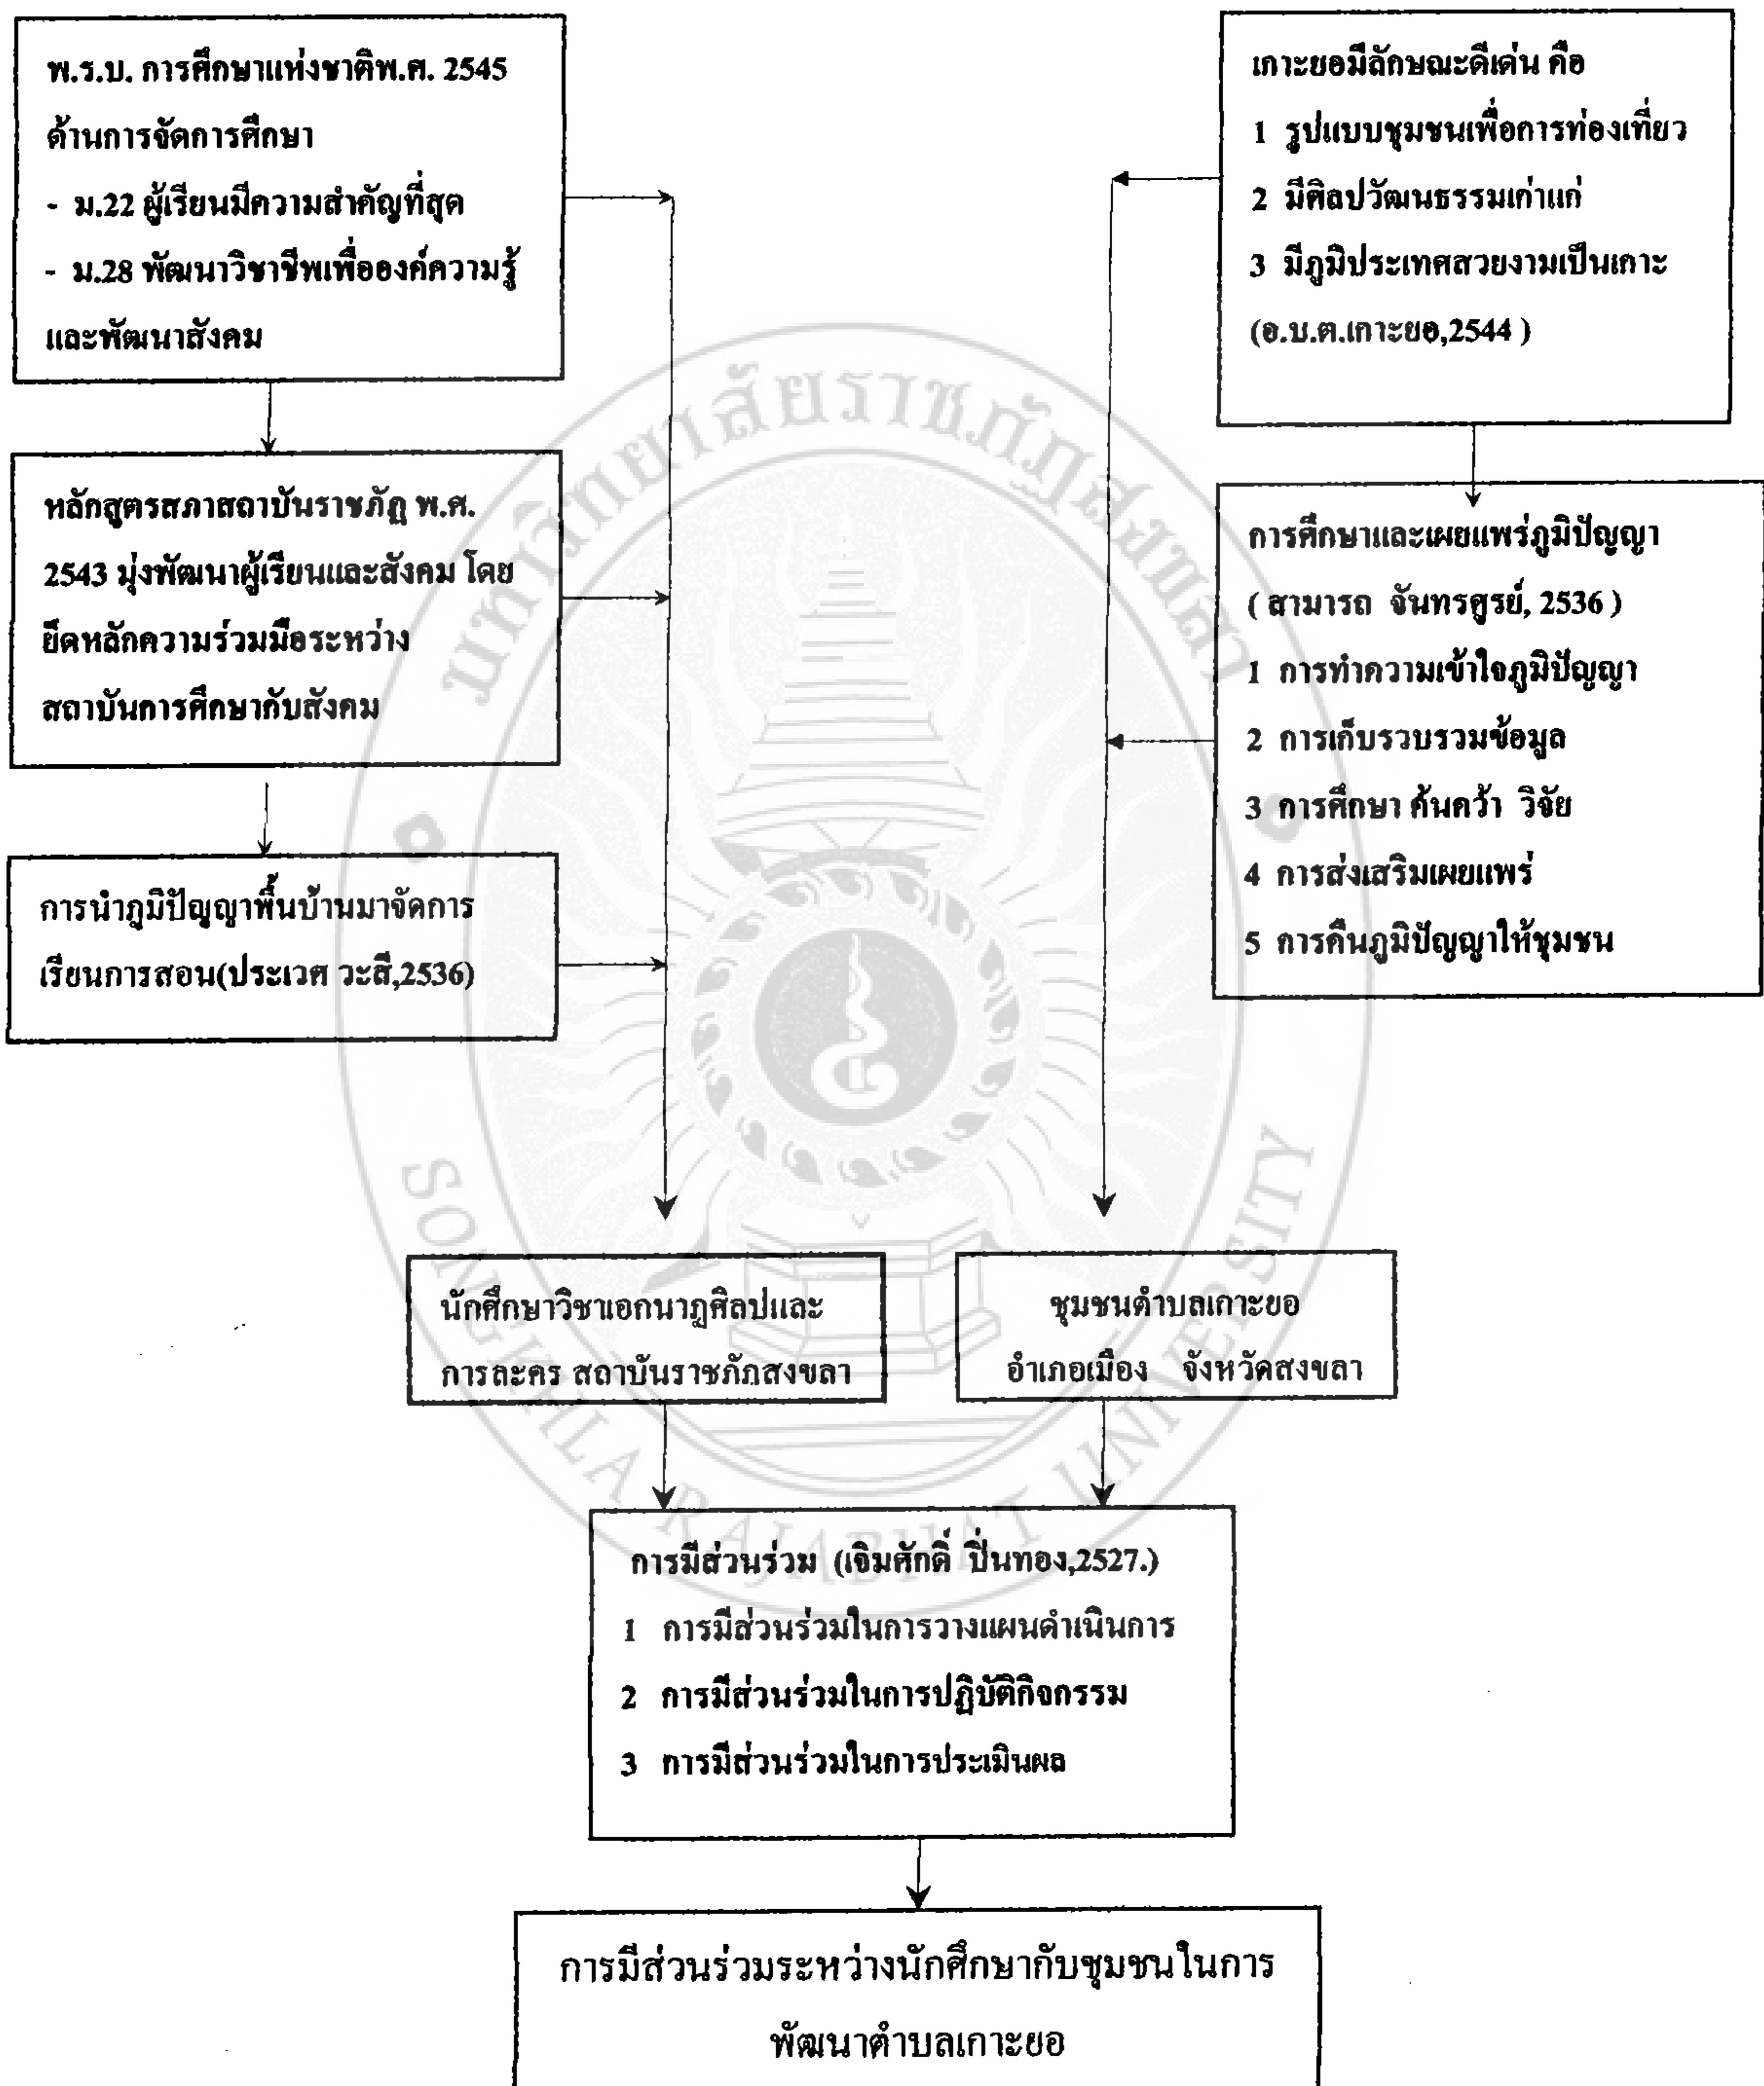 พ.ร.บ. การศึกษาแห่งชาติพ.ศ. 2545
ด้านการจัดการศึกษา
- ม.22 ผู้เรียนมีความสำคัญที่สุด
- ม.28 พัฒนาวิชาชีพเพื่อองค์ความรู้
และพัฒนาสังคม
หลักสูตรสภาสถาบันราชภัฏ พ.ศ.
2543 มุ่งพัฒนาผู้เรียนและสังคม โดย
ยึดหลักความร่วมมือระหว่าง
สถาบันการศึกษากับสังคม
การนำภูมิปัญญาพื้นบ้านมาจัดการ
เรียนการสอน(ประเวศ วะสี,2536)
เกาะยอมีลักษณะดีเด่น คือ
1 รูปแบบชุมชนเพื่อการท่องเที่ยว
2 มีศิลปวัฒนธรรมเก่าแก่
3 มีภูมิประเทศสวยงามเป็นเกาะ
(อ.บ.ต.เกาะยอ,2544 )
การศึกษาและเผยแพร่ภูมิปัญญา
( สามารถ จันทรศูรย์, 2536 )
1 การทำความเข้าใจภูมิปัญญา
2 การเก็บรวบรวมข้อมูล
3 การศึกษา ค้นคว้า วิจัย
4 การส่งเสริมเผยแพร่
5 การคืนภูมิปัญญาให้ชุมชน
นักศึกษาวิชาเอกนาฏศิลปและ
การละคร สถาบันราชภัภสงขลา
ชุมชนตำบลเกาะยอ
อำเภอเมือง จังหวัดสงขลา
การมีส่วนร่วม (เจิมศักดิ์ ปิ่นทอง,2527.)
1 การมีส่วนร่วมในการวางแผนดำเนินการ
2 การมีส่วนร่วมในการปฏิบัติกิจกรรม
3 การมีส่วนร่วมในการประเมินผล
การมีส่วนร่วมระหว่างนักศึกษากับชุมชนในการ
พัฒนาตำบลเกาะยอ
มหาวิทยาลัยราชภัฏสงขลา
SONGKHLA RAJABHAT UNIVERSITY